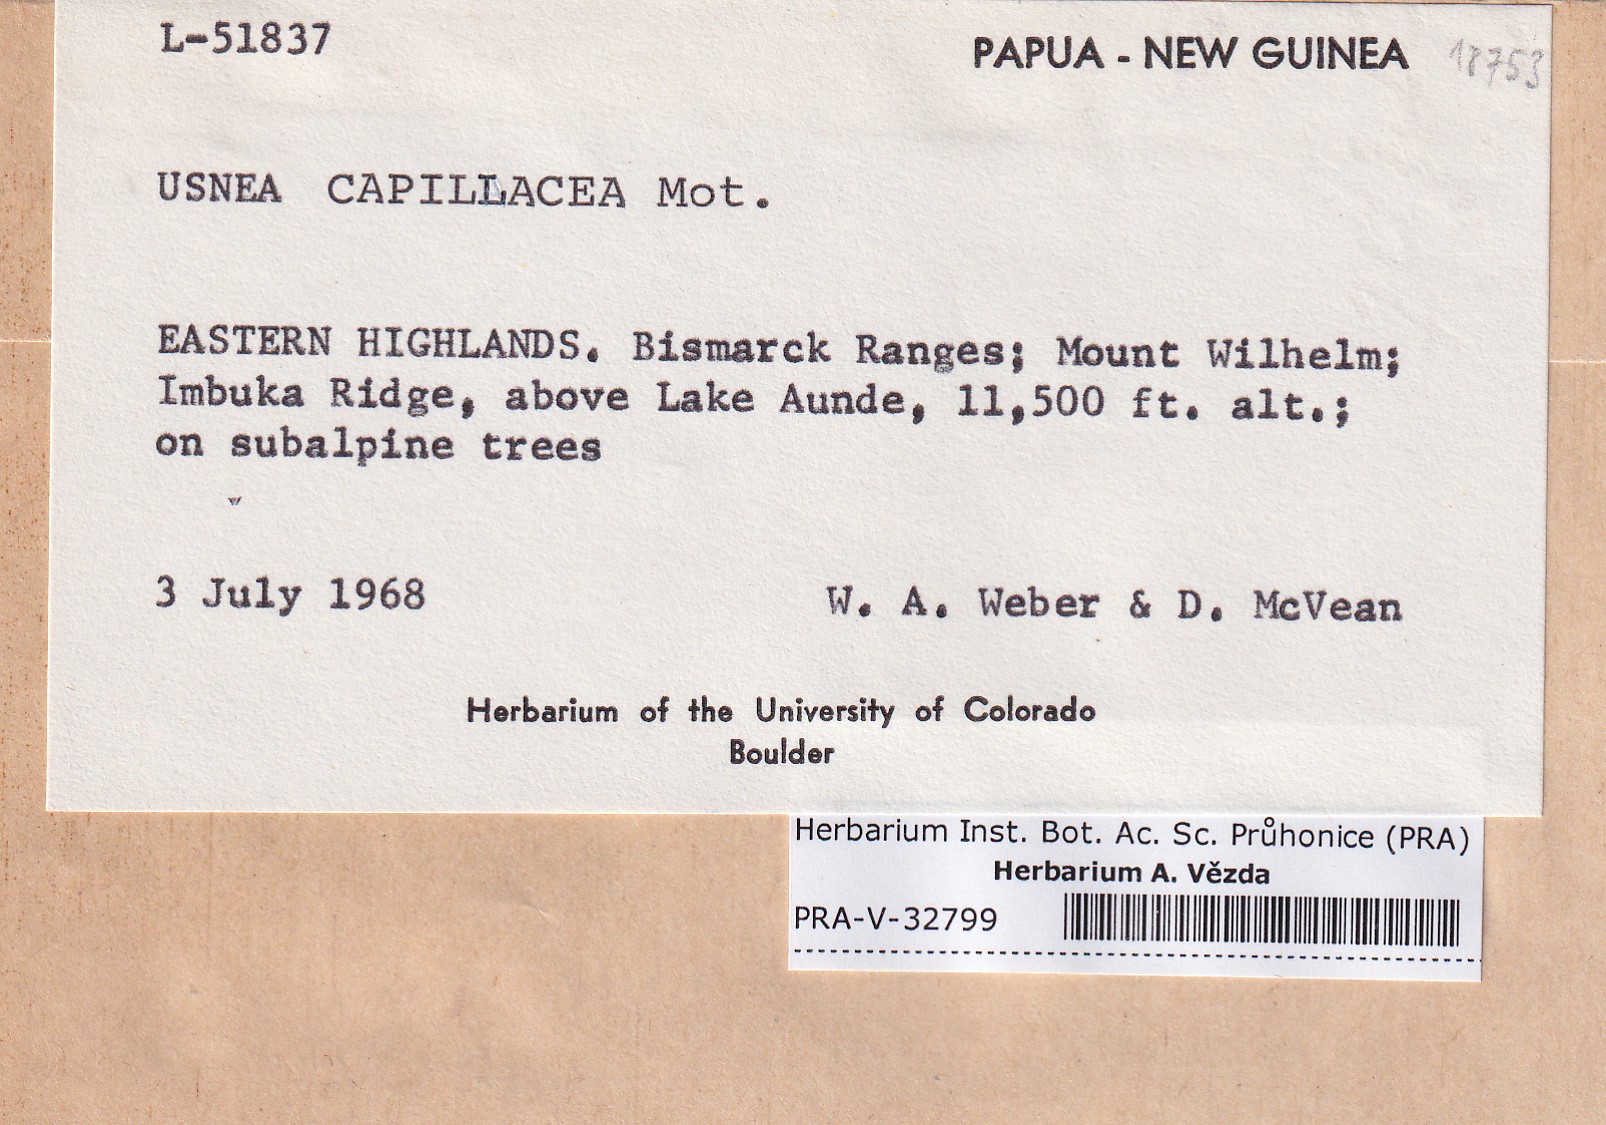 L-51837
PAPUA - NEW GUINEA 18753
USNEA CAPILLACEA Mot.
EASTERN HIGHLANDS. Bismarck Ranges; Mount Wilhelm;
Imbuka Ridge, above Lake Aunde, 11,500 ft. alt.;
on subalpine trees
3 July 1968 W. A. Weber & D. McVean
Herbarium of the University of Colorado
Boulder
Herbarium Inst. Bot. Ac. Sc. Průhonice (PRA)
Herbarium A. Vězda
PRA-V-32799